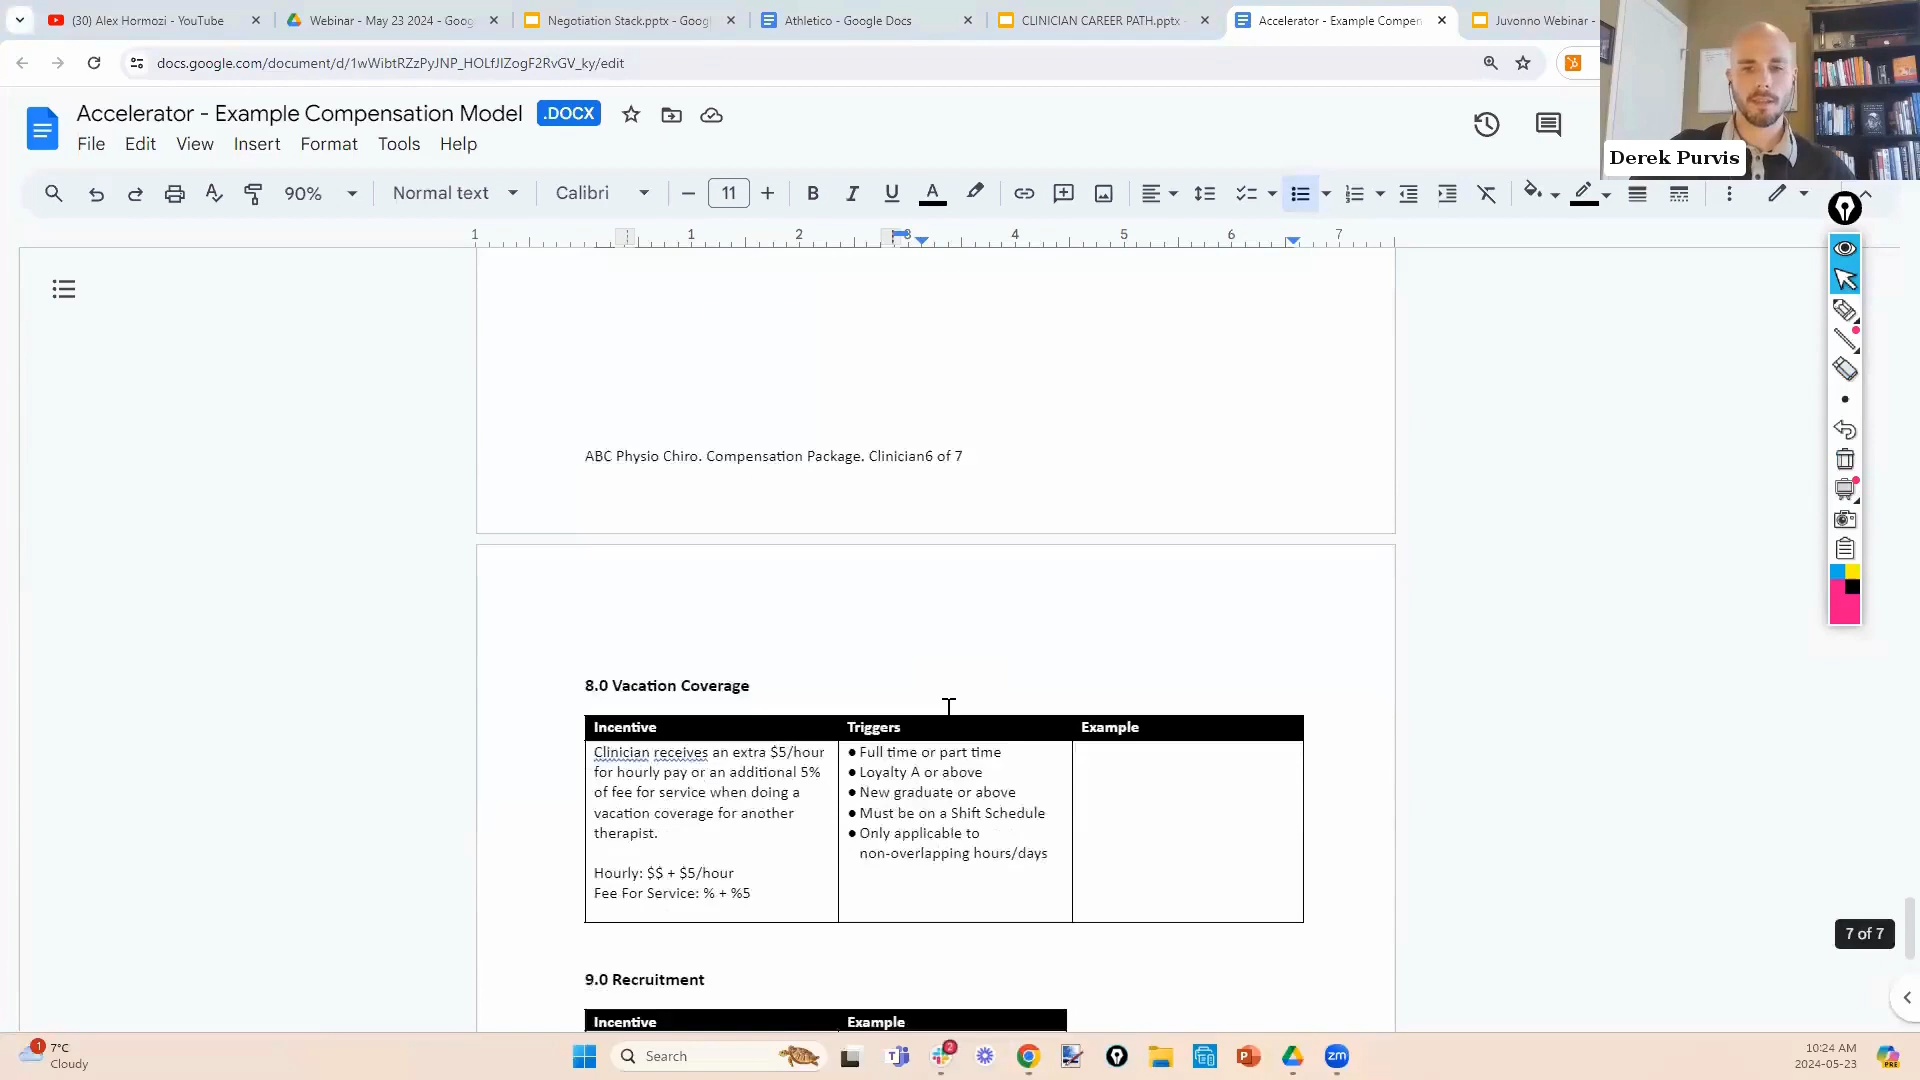 (30) Alex Hormozi - YouTube
Webinar - May 23 2024 - Goog
Negotiation Stack.pptx - Googl
Athletico - Google Docs
CLINICIAN CAREER PATH.pptx -
Accelerator - Example Compen
Juvonno Webinar -
docs.google.com/document/d/1wWibtRZzPyJNP_HOLfJIZogF2RvGV_ky/edit
Accelerator - Example Compensation Model
.DOCX
File Edit View Insert Format Tools Help
Derek Purvis
90% Normal text Calibri 11 B I U A
1 1 2 3 4 5 6 7
ABC Physio Chiro. Compensation Package. Clinician6 of 7
8.0 Vacation Coverage
Incentive Triggers Example
Clinician receives an extra $5/hour
for hourly pay or an additional 5%
of fee for service when doing a
vacation coverage for another
therapist.
Hourly: $$ + $5/hour
Fee For Service: % + %5
● Full time or part time
● Loyalty A or above
● New graduate or above
● Must be on a Shift Schedule
● Only applicable to
non-overlapping hours/days
7 of 7
9.0 Recruitment
Incentive Example
1
7°C
Cloudy
Search
2
zm
10:24 AM
2024-05-23
PRE